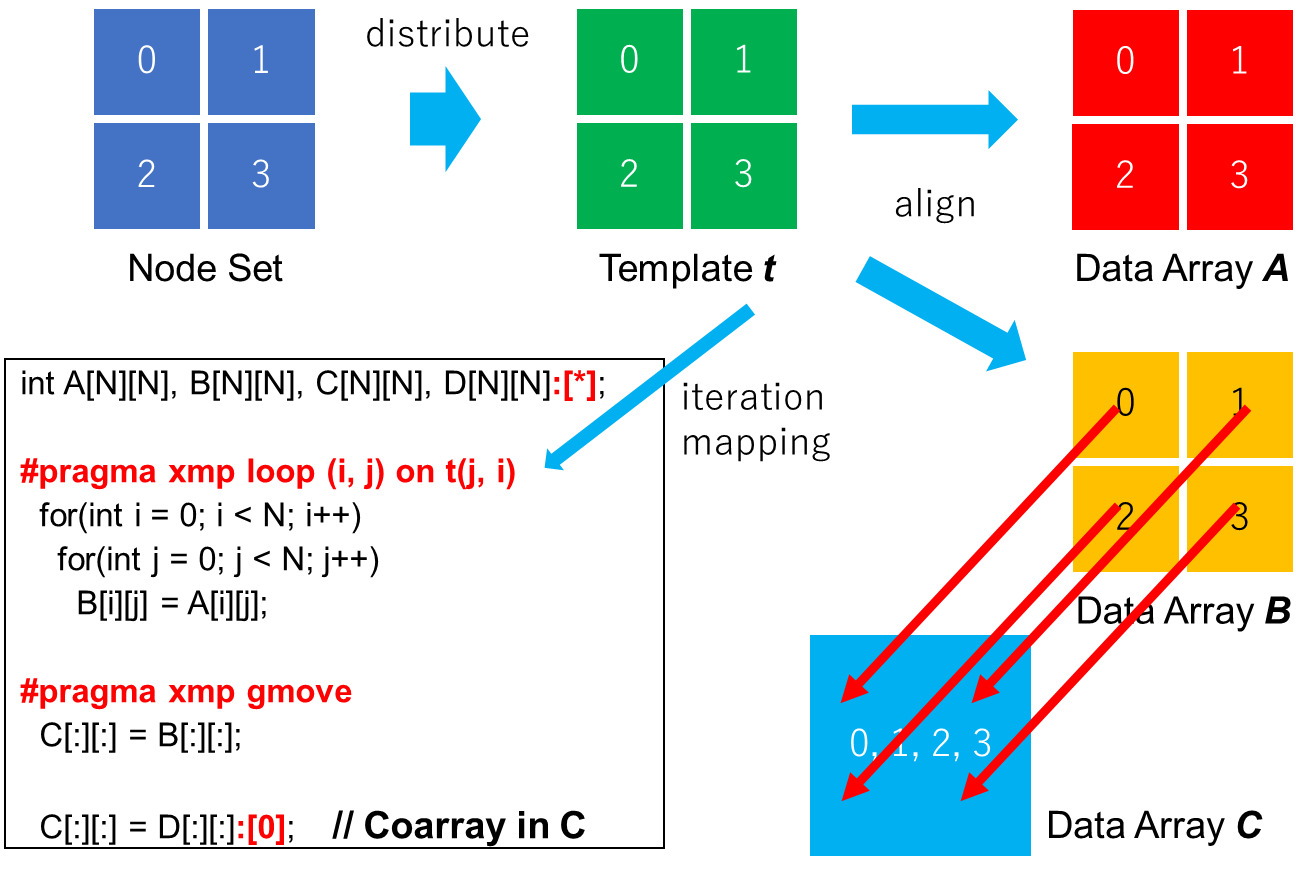 0 1
2 3
Node Set
distribute
0 1
2 3
Template t
align
0 1
2 3
Data Array A
iteration
mapping
0 1
2 3
Data Array B
int A[N][N], B[N][N], C[N][N], D[N][N]:[*];
#pragma xmp loop (i, j) on t(j, i)
for(int i = 0; i < N; i++)
for(int j = 0; j < N; j++)
B[i][j] = A[i][j];
#pragma xmp gmove
C[:][:] = B[:][:];
C[:][:] = D[:][:]:[0]; // Coarray in C
0, 1, 2, 3
Data Array C